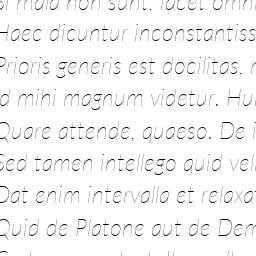 si mala non sunt, iacet omni
Haec dicuntur inconstantiss
Prioris generis est docilitas,
id mihi magnum videtur. Hu
Quare attende, quaeso. De i
Sed tamen intellego quid vel
Dat enim intervalla et relaxat
Quid de Platone aut de Dem